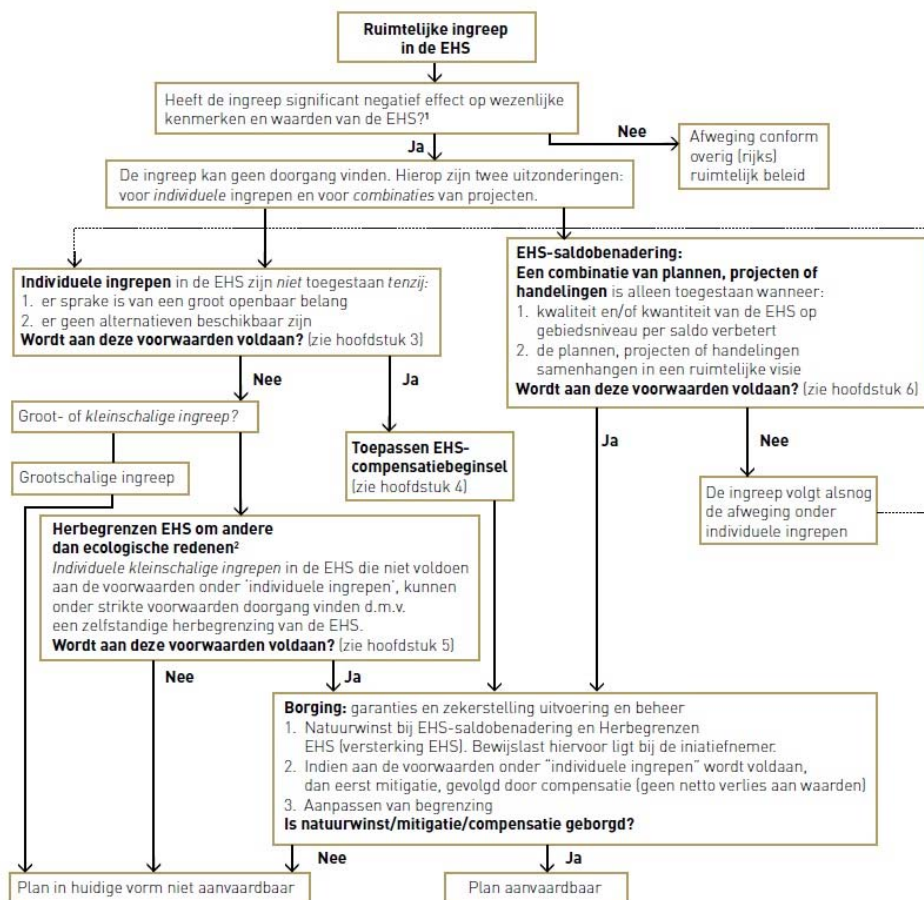 Ruimtelijke ingreep
in de EHS
Heeft de ingreep significant negatief effect op wezenlijke
kenmerken en waarden van de EHS?¹
Nee
Afweging conform
overig (rijks)
ruimtelijk beleid
Ja
De ingreep kan geen doorgang vinden. Hierop zijn twee uitzonderingen:
voor individuele ingrepen en voor combinaties van projecten.
Individuele ingrepen in de EHS zijn niet toegestaan tenzij:
1. er sprake is van een groot openbaar belang
2. er geen alternatieven beschikbaar zijn
Wordt aan deze voorwaarden voldaan? (zie hoofdstuk 3)
EHS-saldobenadering:
Een combinatie van plannen, projecten of
handelingen is alleen toegestaan wanneer:
1. kwaliteit en/of kwantiteit van de EHS op
gebiedsniveau per saldo verbetert
2. de plannen, projecten of handelingen
samenhangen in een ruimtelijke visie
Wordt aan deze voorwaarden voldaan? (zie hoofdstuk 6)
Nee
Ja
Groot- of kleinschalige ingreep?
Grootschalige ingreep
Toepassen EHS-
compensatiebeginsel
(zie hoofdstuk 4)
Ja
Nee
De ingreep volgt alsnog
de afweging onder
individuele ingrepen
Herbegrenzen EHS om andere
dan ecologische redenen²
Individuele kleinschalige ingrepen in de EHS die niet voldoen
aan de voorwaarden onder 'individuele ingrepen', kunnen
onder strikte voorwaarden doorgang vinden d.m.v.
een zelfstandige herbegrenzing van de EHS.
Wordt aan deze voorwaarden voldaan? (zie hoofdstuk 5)
Nee
Ja
Borging: garanties en zekerstelling uitvoering en beheer
1. Natuurwinst bij EHS-saldobenadering en Herbegrenzen
EHS (versterking EHS). Bewijslast hiervoor ligt bij de iniatiefnemer.
2. Indien aan de voorwaarden onder "individuele ingrepen" wordt voldaan,
dan eerst mitigatie, gevolgd door compensatie (geen netto verlies aan waarden)
3. Aanpassen van begrenzing
Is natuurwinst/mitigatie/compensatie geborgd?
Nee
Ja
Plan in huidige vorm niet aanvaardbaar
Plan aanvaardbaar